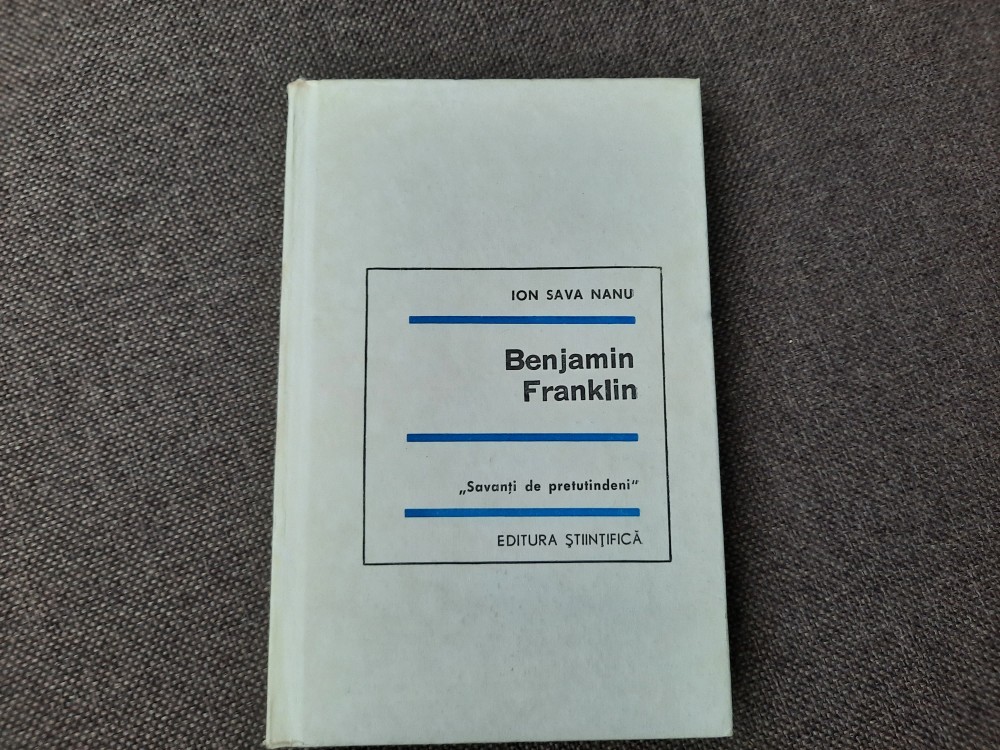 ION SAVA NANU
Benjamin
Franklin
„Savanţi de pretutindeni“
EDITURA ŞTIINŢIFICĂ